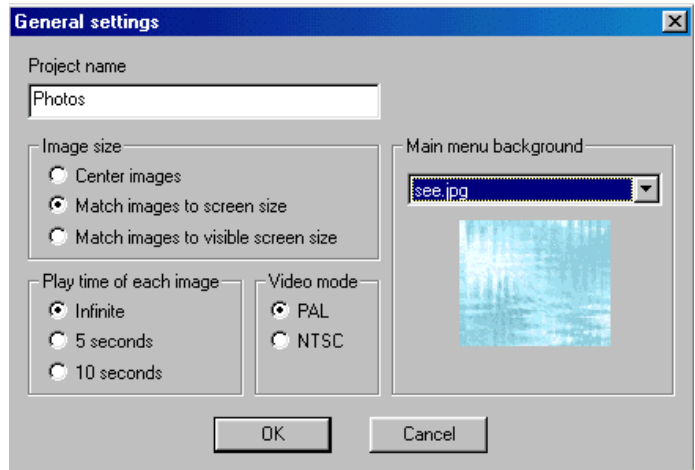 General settings
Project name
Photos
Image size
Center images
Match images to screen size
Match images to visible screen size
Play time of each image
Infinite
5 seconds
10 seconds
Video mode
PAL
NTSC
Main menu background
see.jpg
OK
Cancel